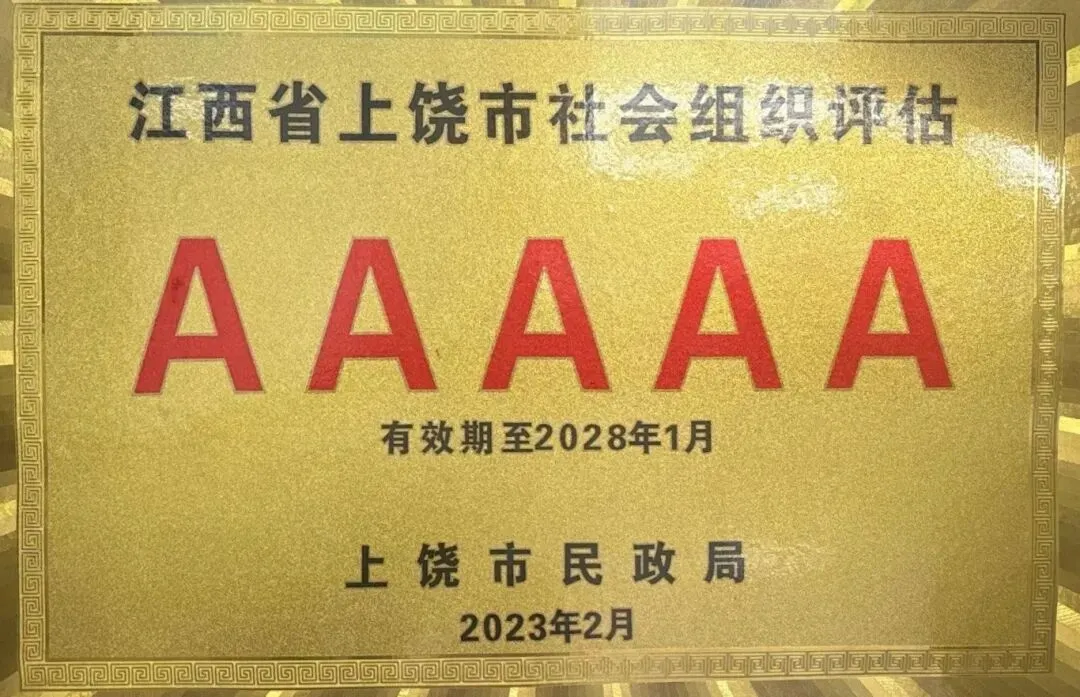 江西省上饶市社会组织评估
AAAAA
有效期至2028年1月
上饶市民政局
2023年2月